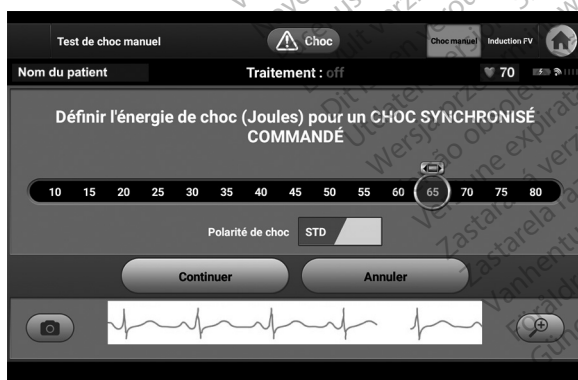 Test de choc manuel
Choc
Choc manuel
Induction FV
Nom du patient
Traitement : off
70
Définir l'énergie de choc (Joules) pour un CHOC SYNCHRONISÉ
COMMANDÉ
10 15 20 25 30 35 40 45 50 55 60 65 70 75 80
Polarité de choc STD
Continuer
Annuler